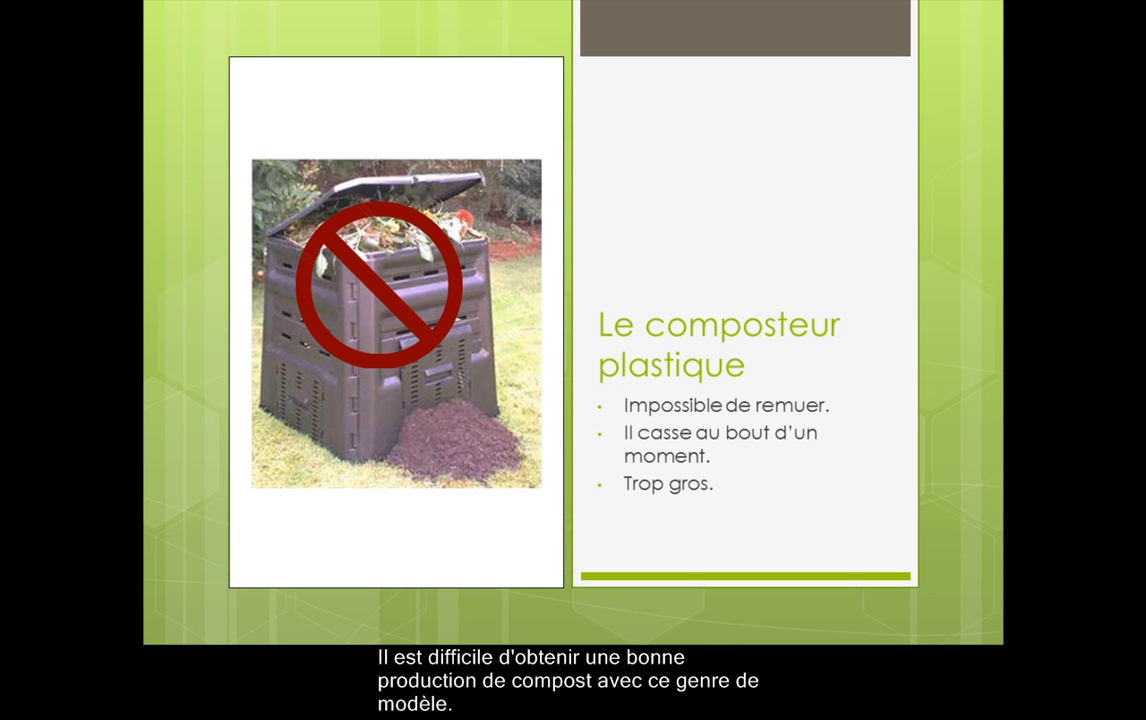 Le composteur
plastique
• Impossible de remuer.
• Il casse au bout d’un
moment.
• Trop gros.
Il est difficile d'obtenir une bonne
production de compost avec ce genre de
modèle.